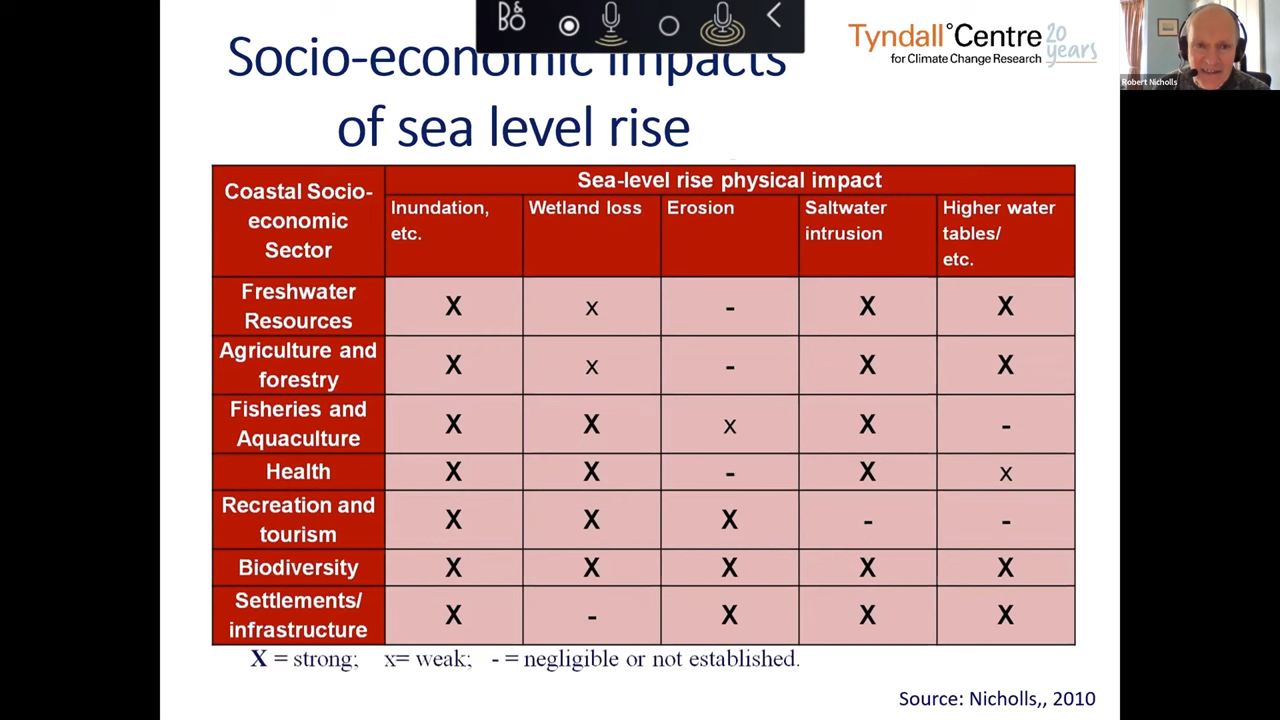 B&O
Socio-economic impacts
of sea level rise
Tyndall°Centre
for Climate Change Research
20 years
Robert Nicholls
Coastal Socio-
economic
Sector
Sea-level rise physical impact
Inundation,
etc.
Wetland loss
Erosion
Saltwater
intrusion
Higher water
tables/
etc.
Freshwater
Resources
X x - X X
Agriculture and
forestry
X x - X X
Fisheries and
Aquaculture
X X x X -
Health X X - X x
Recreation and
tourism
X X X - -
Biodiversity X X X X X
Settlements/
infrastructure
X - X X X
X = strong; x= weak; - = negligible or not established.
Source: Nicholls,, 2010